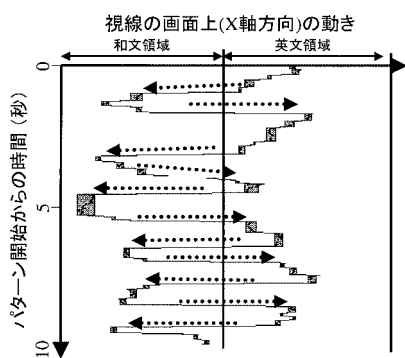 視線の画面上(X軸方向)の動き
和文領域
英文領域
0
5
10
パターン開始からの時間 (秒)